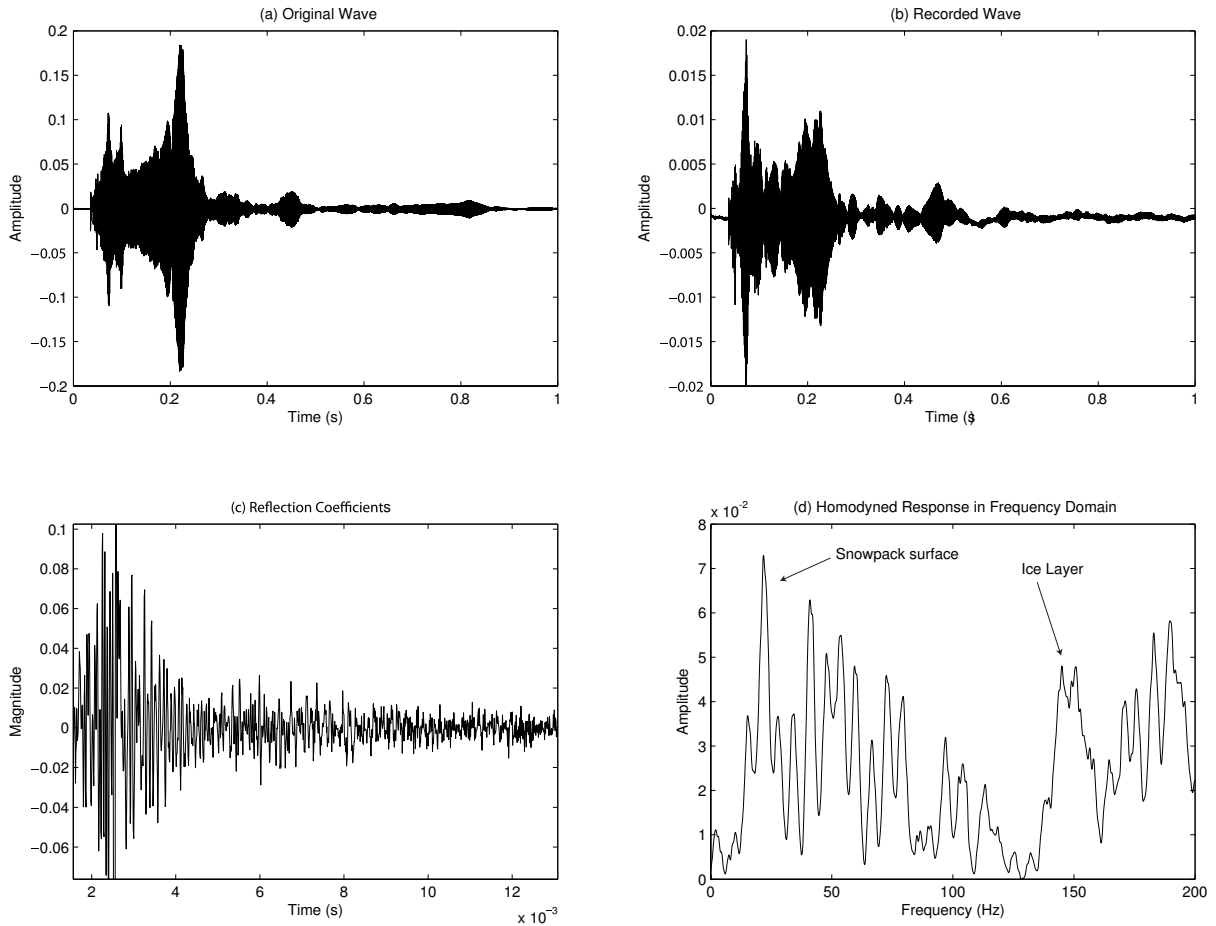 (a) Original Wave
0.2
0.15
0.1
0.05
0
−0.05
−0.1
−0.15
−0.2
Amplitude
0 0.2 0.4 0.6 0.8 1
Time (s)
(b) Recorded Wave
0.02
0.015
0.01
0.005
0
−0.005
−0.01
−0.015
−0.02
Amplitude
0 0.2 0.4 0.6 0.8 1
Time (s)
(c) Reflection Coefficients
0.1
0.08
0.06
0.04
0.02
0
−0.02
−0.04
−0.06
Magnitude
2 4 6 8 10 12
Time (s)
x 10⁻³
(d) Homodyned Response in Frequency Domain
x 10⁻²
8
7
6
5
4
3
2
1
0
Amplitude
Snowpack surface
Ice Layer
0 50 100 150 200
Frequency (Hz)